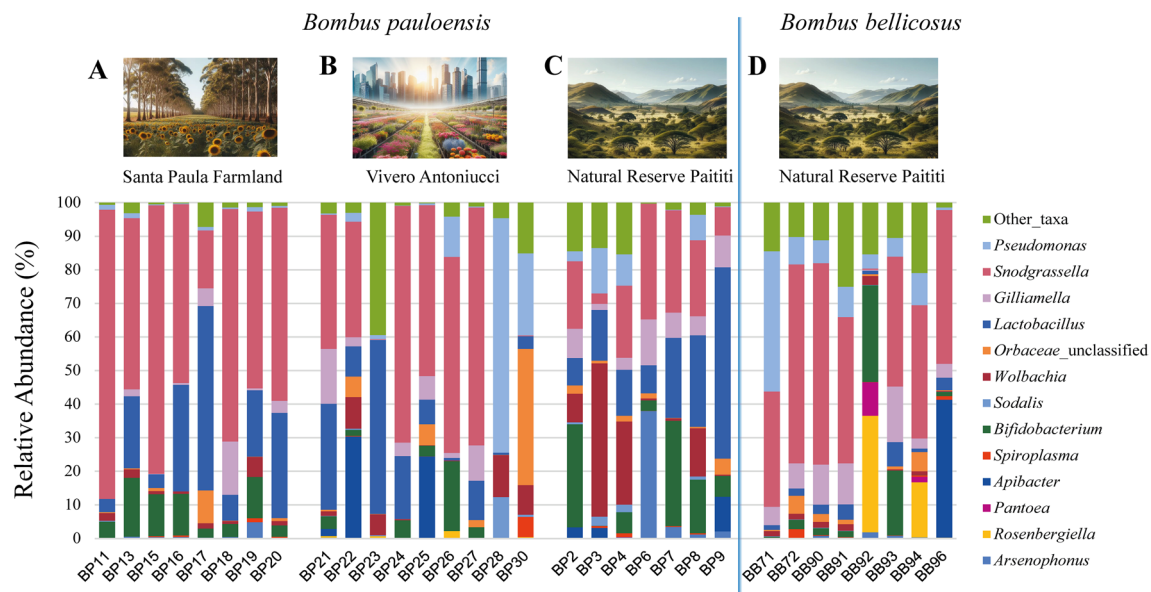 Bombus pauloensis
Bombus bellicosus
A
B
C
D
Santa Paula Farmland
Vivero Antoniucci
Natural Reserve Paititi
Natural Reserve Paititi
Relative Abundance (%)
100
90
80
70
60
50
40
30
20
10
0
BP11
BP13
BP15
BP16
BP17
BP18
BP19
BP20
BP21
BP22
BP23
BP24
BP25
BP26
BP27
BP28
BP30
BP2
BP3
BP4
BP6
BP7
BP8
BP9
BB71
BB72
BB90
BB91
BB92
BB93
BB94
BB96
Other_taxa
Pseudomonas
Snodgrassella
Gilliamella
Lactobacillus
Orbaceae_unclassified
Wolbachia
Sodalis
Bifidobacterium
Spiroplasma
Apibacter
Pantoea
Rosenbergiella
Arsenophonus